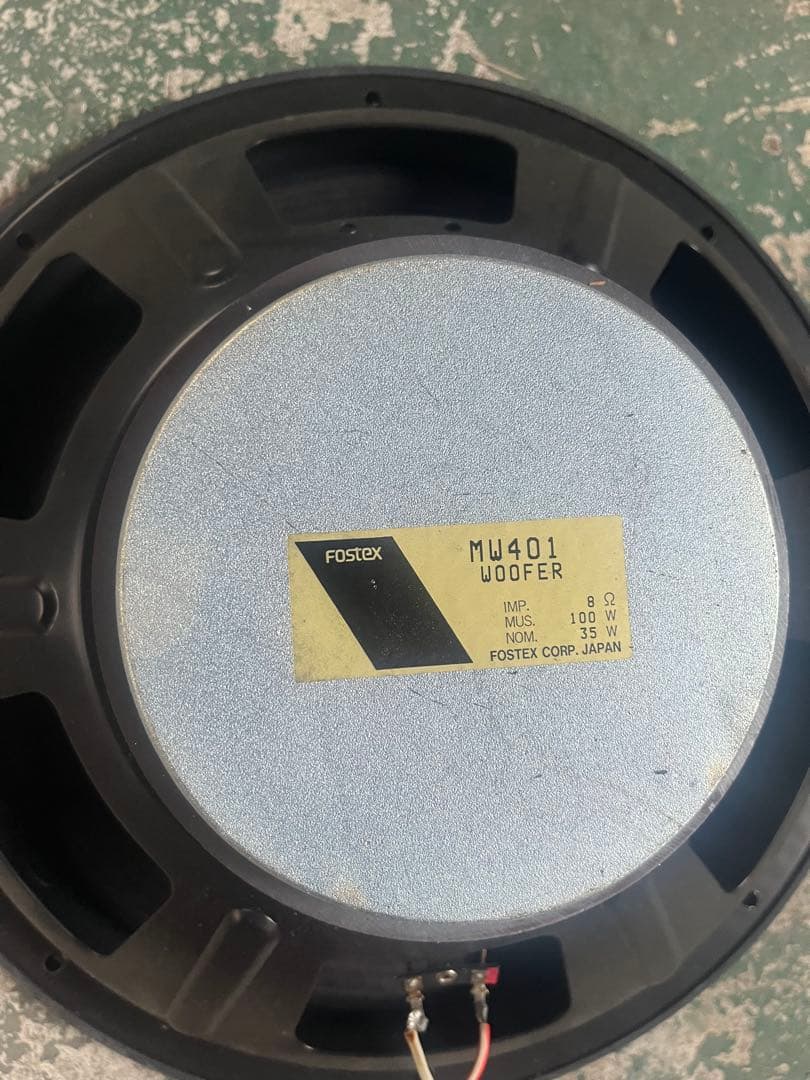 FOSTEX
MW401
WOOFER
IMP. 8 Ω
MUS. 100 W
NOM. 35 W
FOSTEX CORP. JAPAN